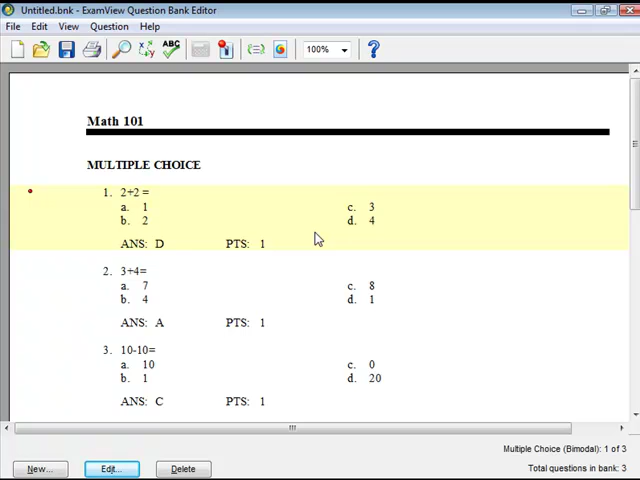 Untitled.bnk - ExamView Question Bank Editor
File Edit View Question Help
ABC 100% ?
Math 101
MULTIPLE CHOICE
1. 2+2 =
a. 1 c. 3
b. 2 d. 4
ANS: D PTS: 1
2. 3+4=
a. 7 c. 8
b. 4 d. 1
ANS: A PTS: 1
3. 10-10=
a. 10 c. 0
b. 1 d. 20
ANS: C PTS: 1
Multiple Choice (Bimodal): 1 of 3
New... Edit... Delete Total questions in bank: 3